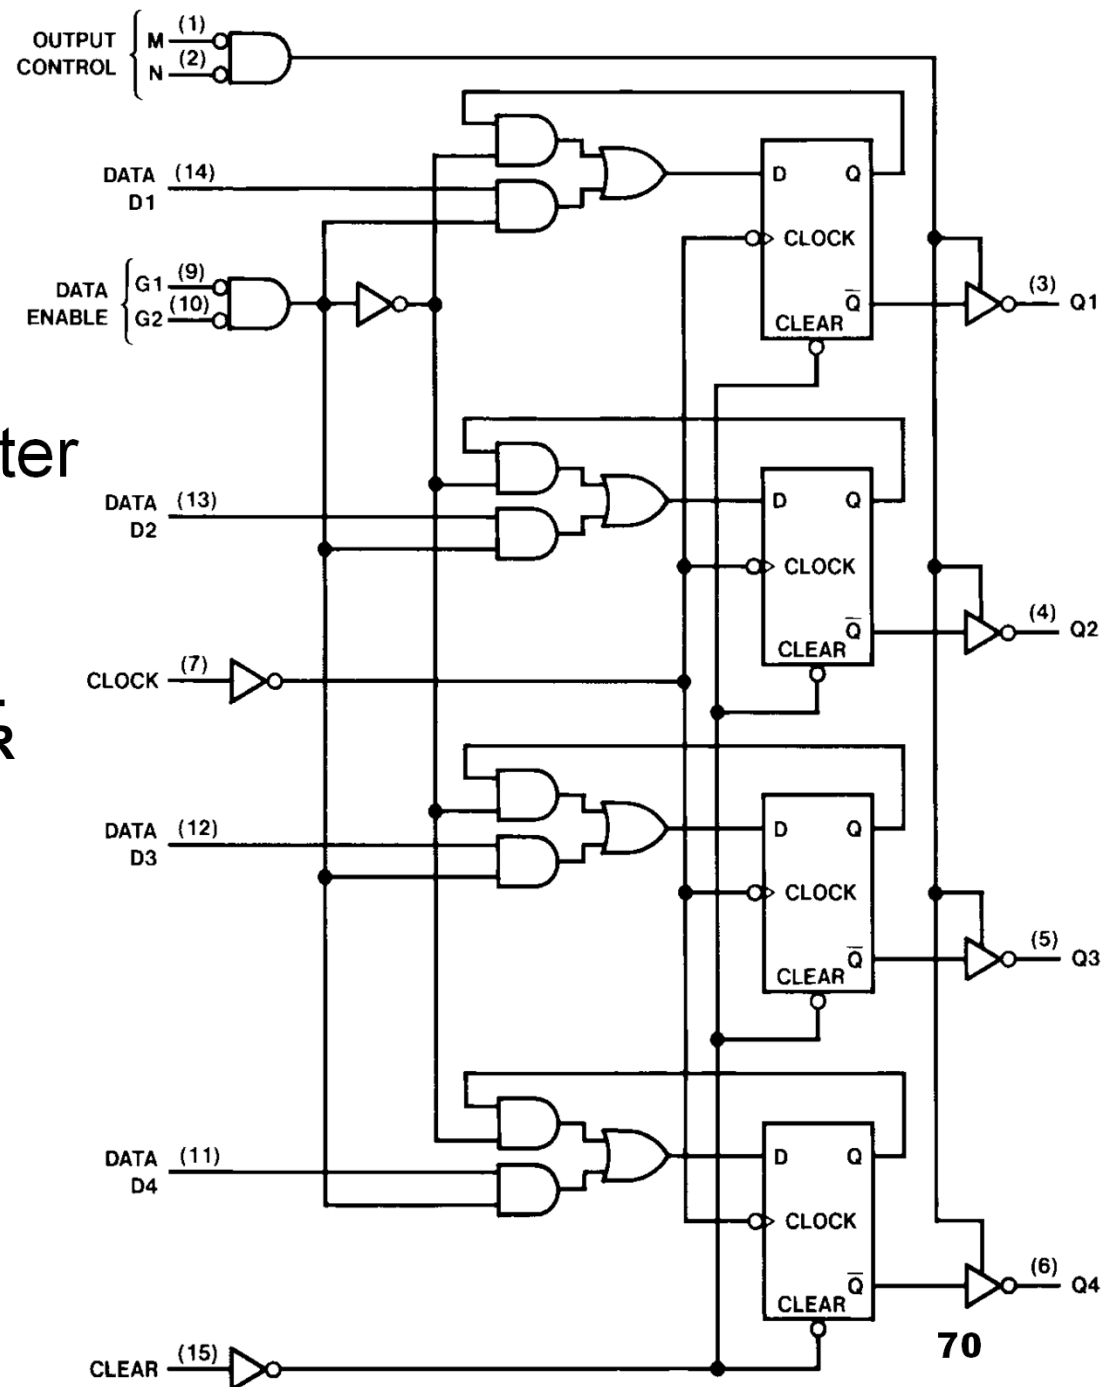 OUTPUT CONTROL
M (1)
N (2)
DATA D1 (14)
D Q
CLOCK
Q̅
CLEAR
(3) Q1
DATA ENABLE
G1 (9)
G2 (10)
ter
DATA D2 (13)
D Q
CLOCK
Q̅
CLEAR
(4) Q2
CLOCK (7)
R
DATA D3 (12)
D Q
CLOCK
Q̅
CLEAR
(5) Q3
DATA D4 (11)
D Q
CLOCK
Q̅
CLEAR
(6) Q4
70
CLEAR (15)